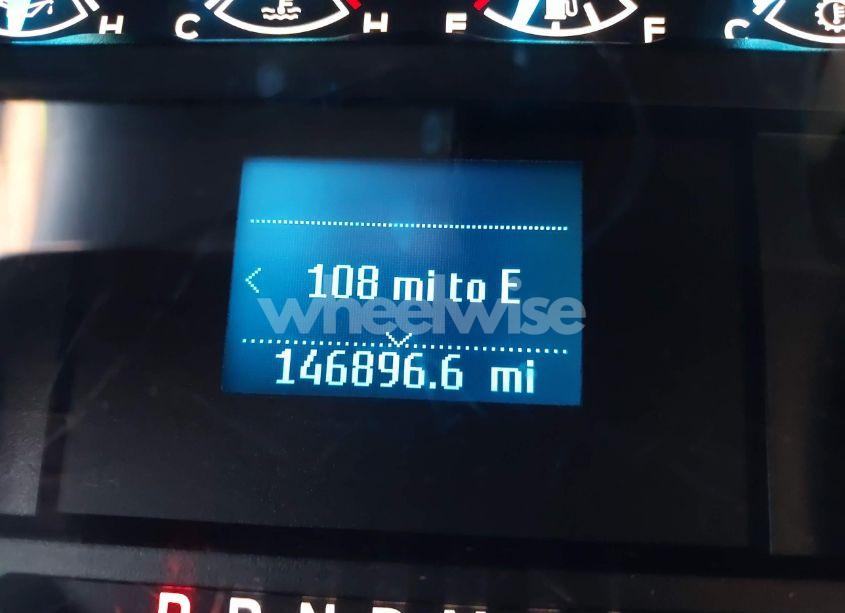 H C H E F C
108 mi to E
wheelwise
146896.6 mi
P R N D M